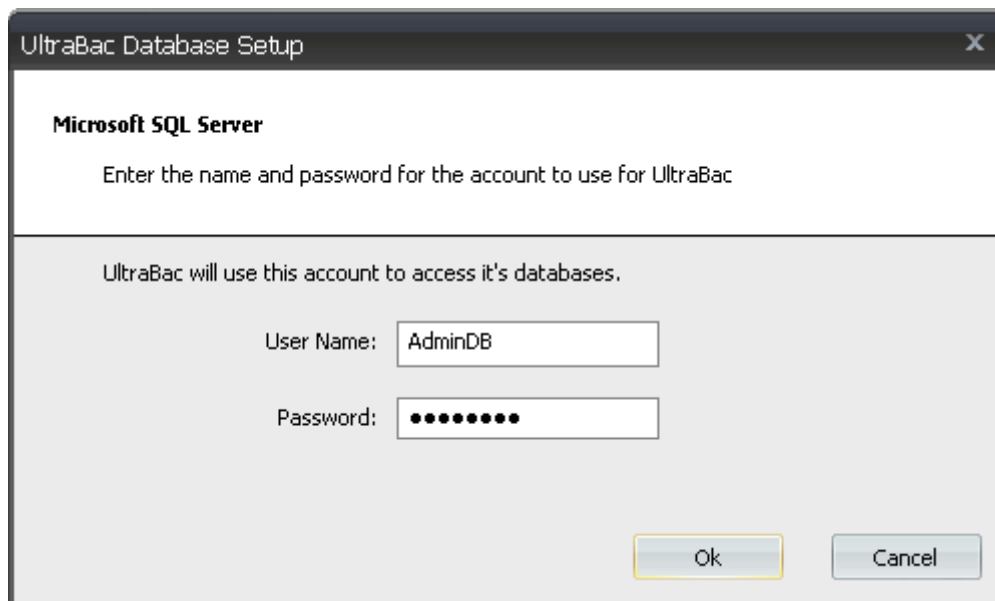 UltraBac Database Setup
Microsoft SQL Server
Enter the name and password for the account to use for UltraBac
UltraBac will use this account to access it's databases.
User Name: AdminDB
Password: ●●●●●●●●
Ok Cancel